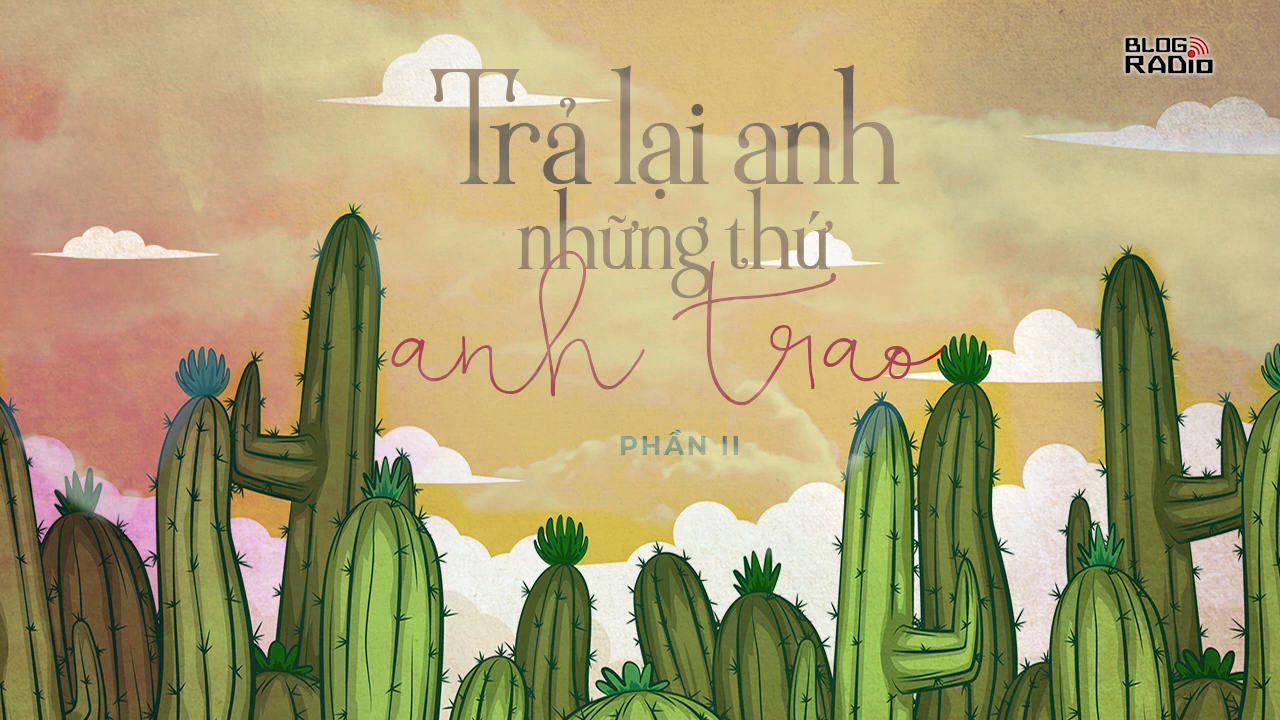 BLOG
RADIO
Trả lại anh
những thứ
anh trao
PHẦN II